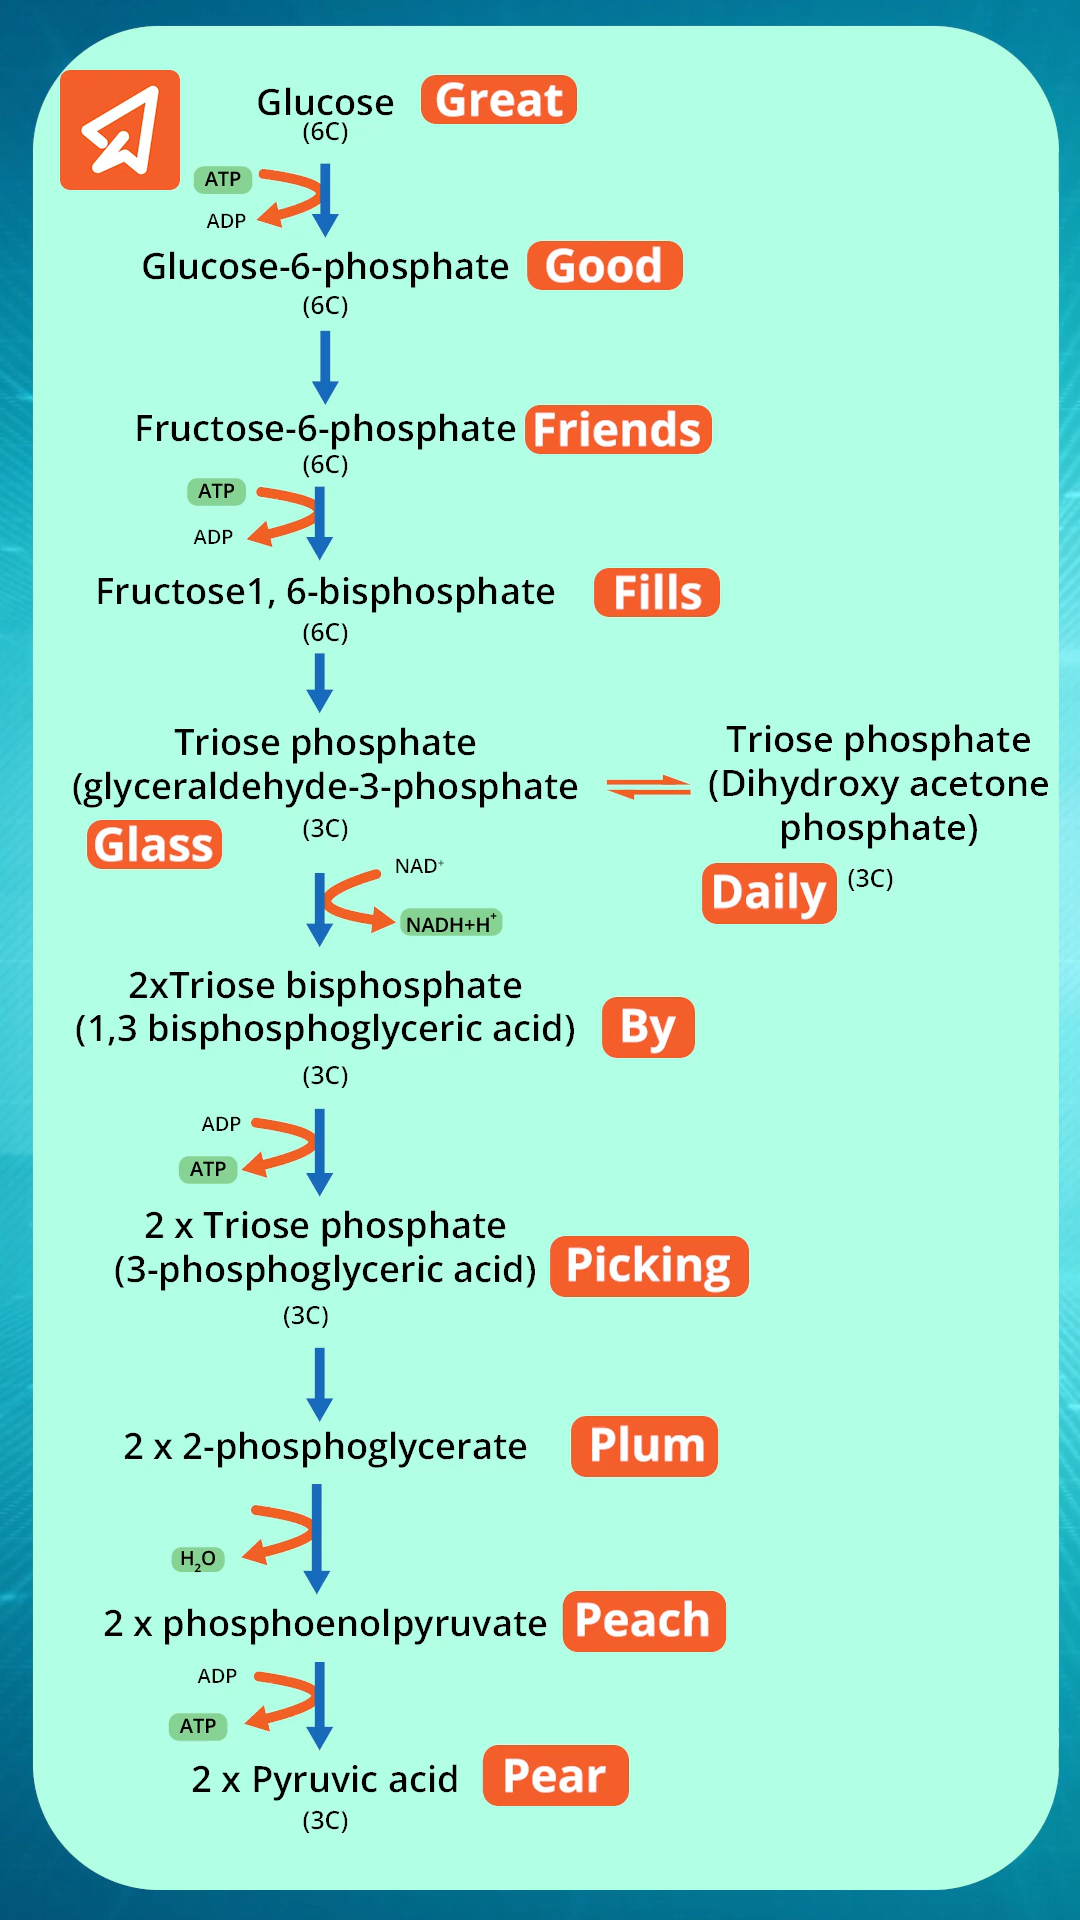 Glucose Great
(6C)
ATP
ADP
Glucose-6-phosphate Good
(6C)
Fructose-6-phosphate Friends
(6C)
ATP
ADP
Fructose1, 6-bisphosphate Fills
(6C)
Triose phosphate
(glyceraldehyde-3-phosphate
(3C)
Glass
Triose phosphate
(Dihydroxy acetone
phosphate)
Daily (3C)
NAD⁺
NADH+H⁺
2xTriose bisphosphate
(1,3 bisphosphoglyceric acid) By
(3C)
ADP
ATP
2 x Triose phosphate
(3-phosphoglyceric acid) Picking
(3C)
2 x 2-phosphoglycerate Plum
H₂O
2 x phosphoenolpyruvate Peach
ADP
ATP
2 x Pyruvic acid Pear
(3C)